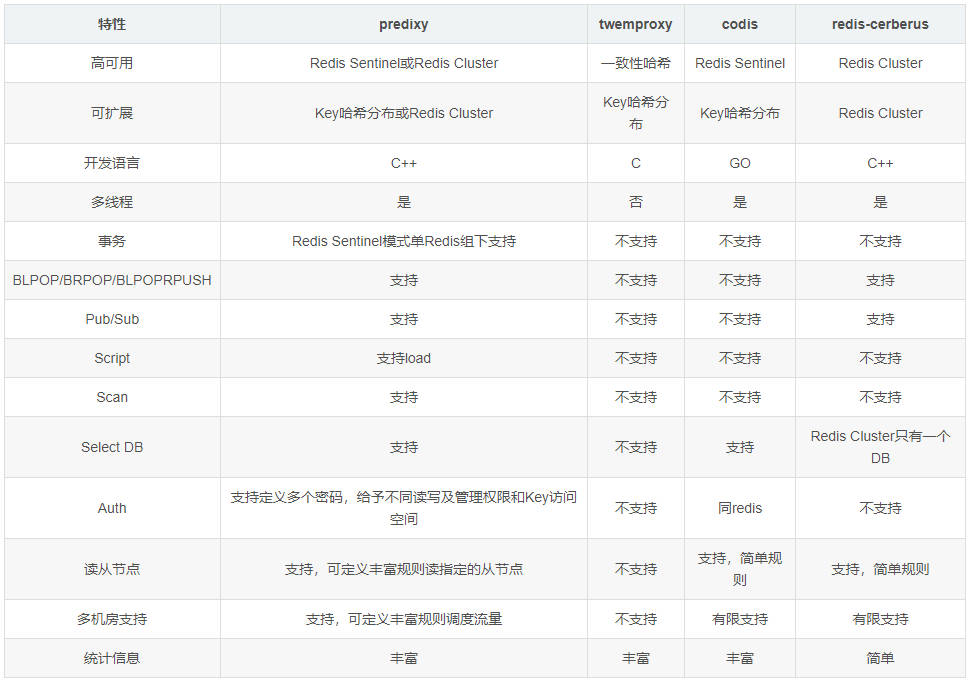 特性 predixy twemproxy codis redis-cerberus
高可用 Redis Sentinel或Redis Cluster 一致性哈希 Redis Sentinel Redis Cluster
可扩展 Key哈希分布或Redis Cluster Key哈希分 Key哈希分布 Redis Cluster
布
开发语言 C++ C GO C++
多线程 是 否 是 是
事务 Redis Sentinel模式单Redis组下支持 不支持 不支持 不支持
BLPOP/BRPOP/BLPOPRPUSH 支持 不支持 不支持 支持
Pub/Sub 支持 不支持 不支持 支持
Script 支持load 不支持 不支持 不支持
Scan 支持 不支持 不支持 不支持
Select DB 支持 不支持 支持 Redis Cluster只有一个
DB
Auth 支持定义多个密码，给予不同读写及管理权限和Key访问 不支持 同redis 不支持
空间
读从节点 支持，可定义丰富规则读指定的从节点 不支持 支持，简单规 支持，简单规则
则
多机房支持 支持，可定义丰富规则调度流量 不支持 有限支持 有限支持
统计信息 丰富 丰富 丰富 简单